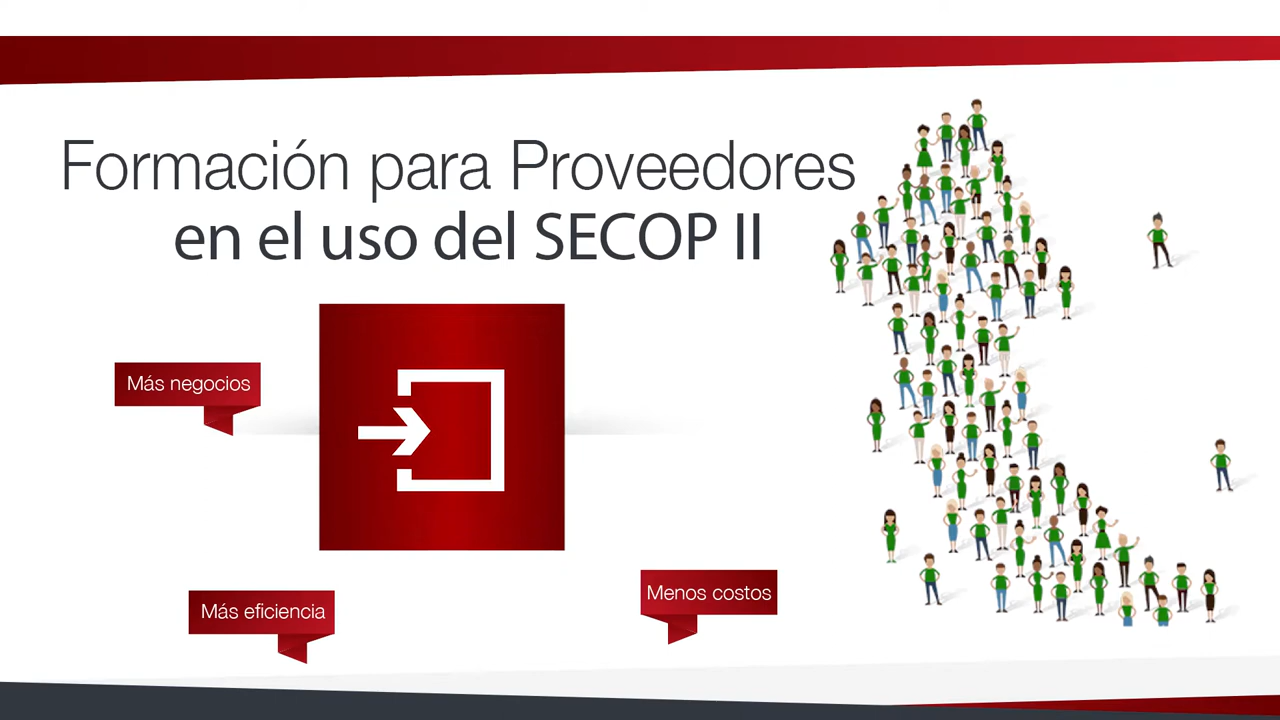 Formación para Proveedores
en el uso del SECOP II
Más negocios
Más eficiencia
Menos costos